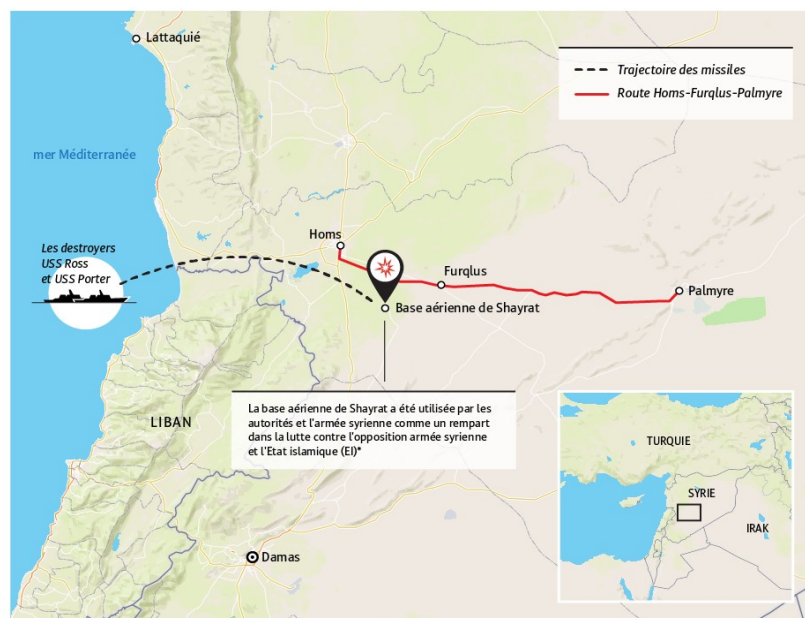 Lattaquié
Trajectoire des missiles
Route Homs-Furqlus-Palmyre
mer Méditerranée
Homs
Les destroyers
USS Ross
et USS Porter
Furqlus
Palmyre
Base aérienne de Shayrat
La base aérienne de Shayrat a été utilisée par les
autorités et l'armée syrienne comme un rempart
dans la lutte contre l'opposition armée syrienne
et l'Etat islamique (EI)*
LIBAN
TURQUIE
SYRIE
IRAK
Damas